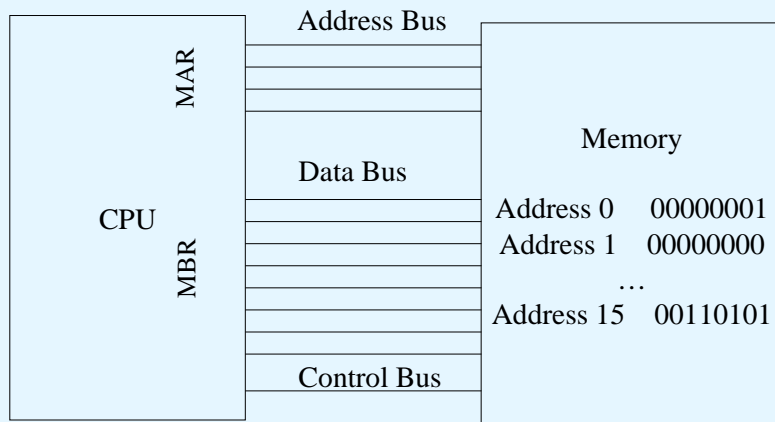 Address Bus
MAR
Memory
Data Bus
Address 0 00000001
CPU
Address 1 00000000
MBR
…
Address 15 00110101
Control Bus